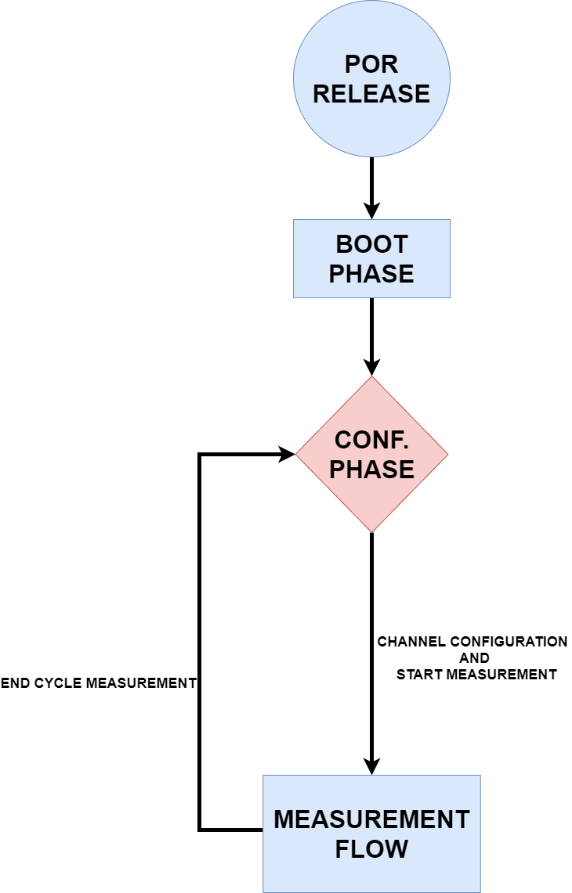 POR
RELEASE
BOOT
PHASE
CONF.
PHASE
CHANNEL CONFIGURATION
AND
START MEASUREMENT
END CYCLE MEASUREMENT
MEASUREMENT
FLOW